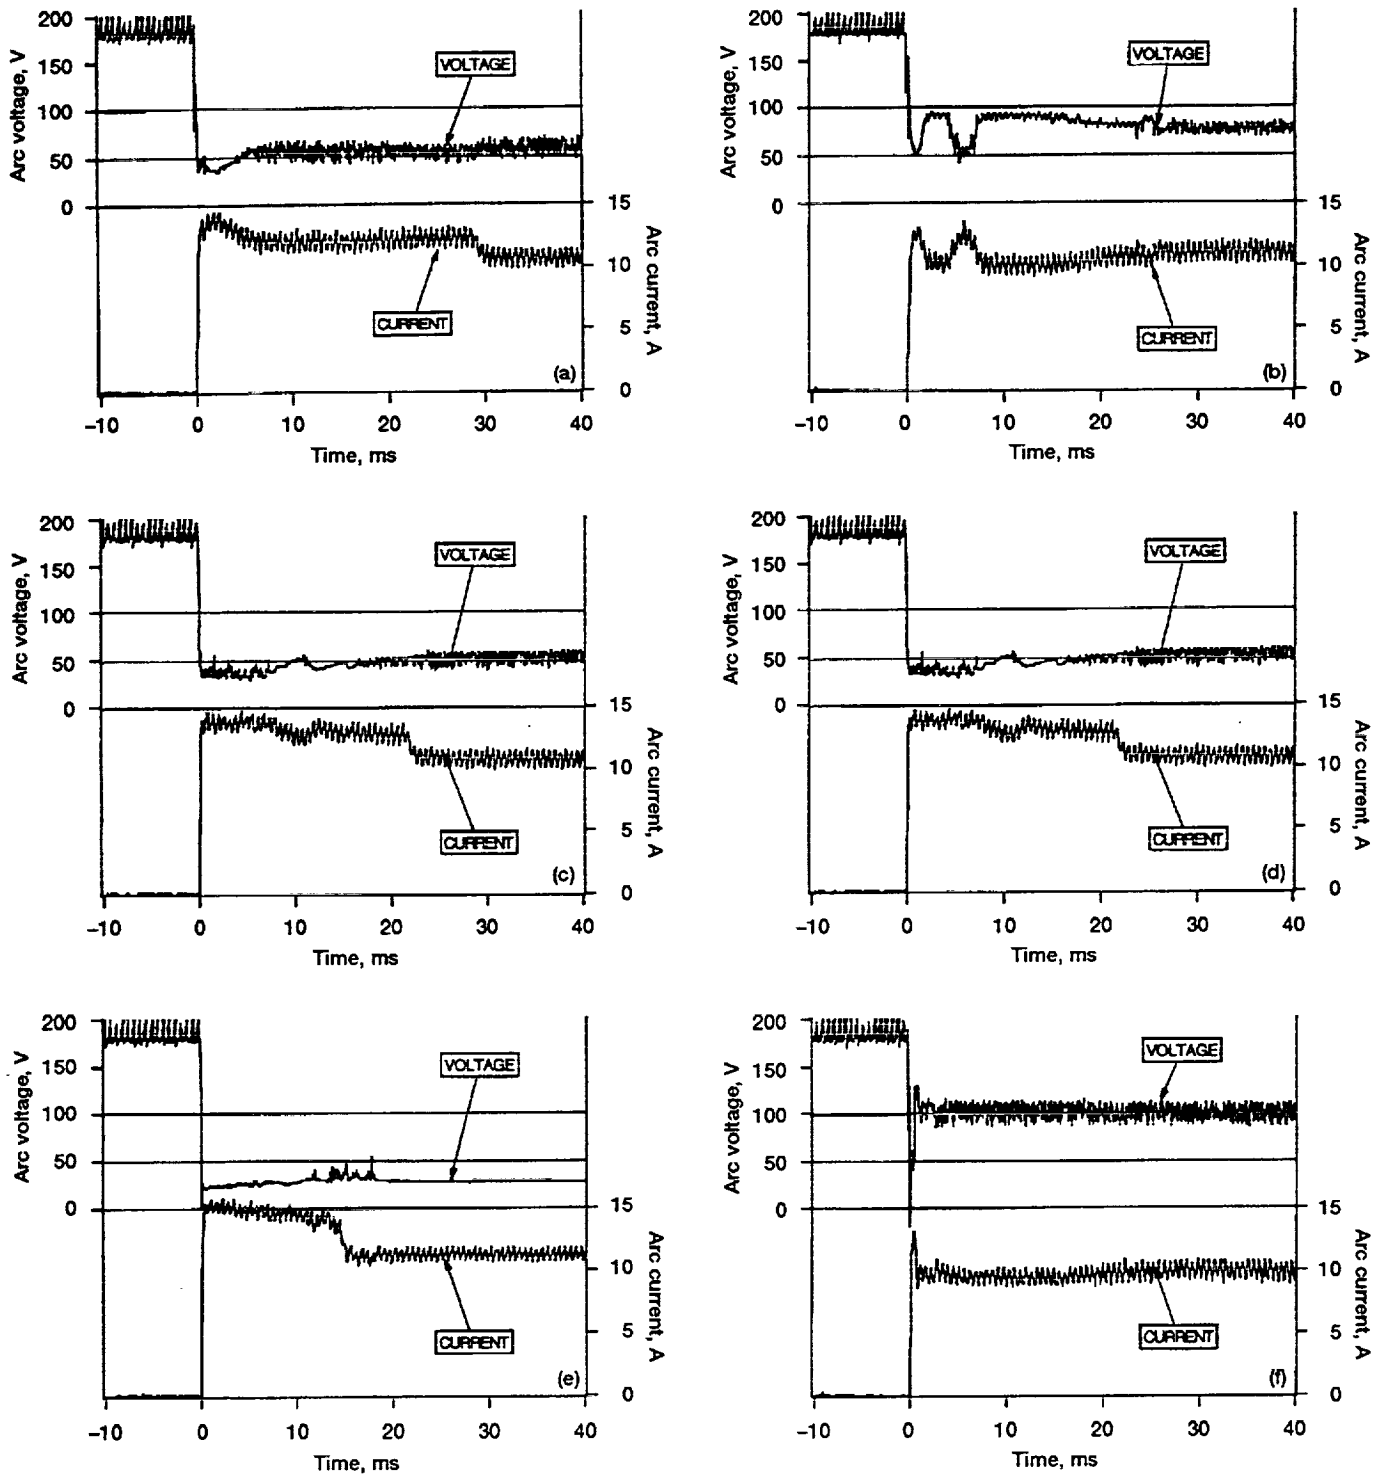 200
150
100
50
0
Arc voltage, V
VOLTAGE
CURRENT
15
10
5
0
Arc current, A
(a)
−10 0 10 20 30 40
Time, ms
200
150
100
50
0
Arc voltage, V
VOLTAGE
CURRENT
15
10
5
0
Arc current, A
(b)
−10 0 10 20 30 40
Time, ms
200
150
100
50
0
Arc voltage, V
VOLTAGE
CURRENT
15
10
5
0
Arc current, A
(c)
−10 0 10 20 30 40
Time, ms
200
150
100
50
0
Arc voltage, V
VOLTAGE
CURRENT
15
10
5
0
Arc current, A
(d)
−10 0 10 20 30 40
Time, ms
200
150
100
50
0
Arc voltage, V
VOLTAGE
CURRENT
15
10
5
0
Arc current, A
(e)
−10 0 10 20 30 40
Time, ms
200
150
100
50
0
Arc voltage, V
VOLTAGE
CURRENT
15
10
5
0
Arc current, A
(f)
−10 0 10 20 30 40
Time, ms